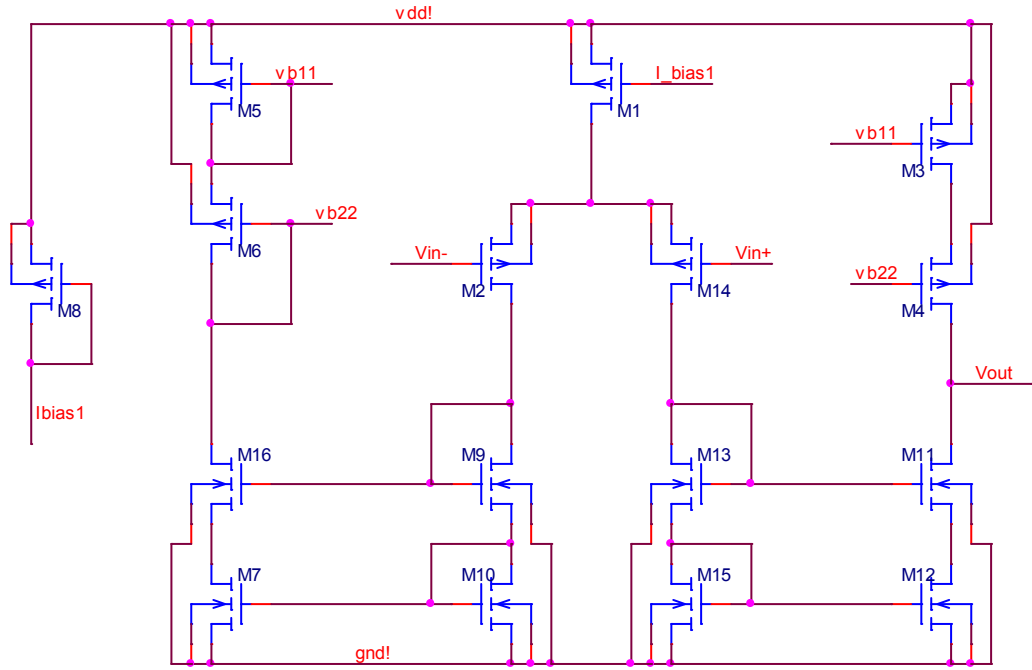 vdd!
vb11
I_bias1
M5
M1
vb11
M3
vb22
M6
Vin-
Vin+
M2
M14
vb22
M8
M4
Vout
Ibias1
M16
M9
M13
M11
M7
M10
M15
M12
gnd!